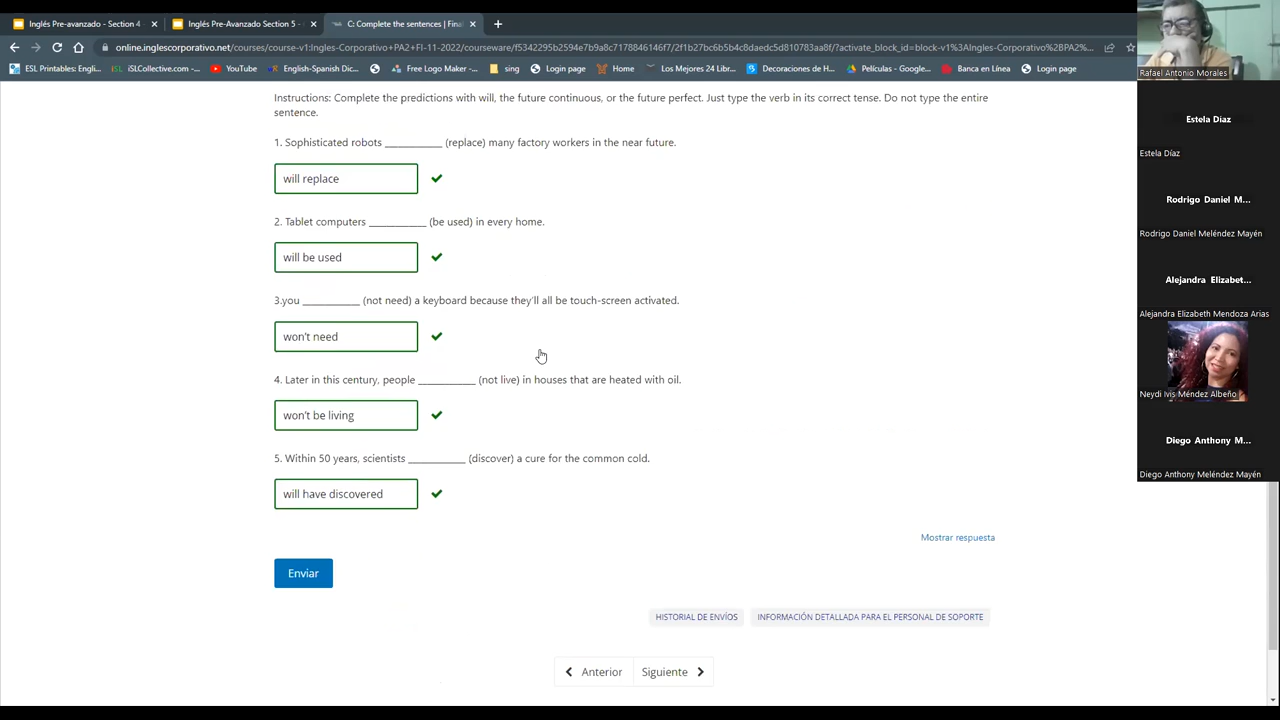 Inglés Pre-avanzado - Section 4 -
Inglés Pre-Avanzado Section 5 -
C: Complete the sentences | Final
online.inglescorporativo.net/courses/course-v1:Ingles-Corporativo+PA2+FI-11-2022/courseware/f5342295b2594e7b9a8c7178846146f7/2f1b27bc6b5b4c8daedc5d810783aa8f/?activate_block_id=block-v1%3AIngles-Corporativo%2BPA2%...
ESL Printables: Engli...
iSLCollective.com -...
YouTube
English-Spanish Dic...
Free Logo Maker -...
sing
Login page
Home
Los Mejores 24 Libr...
Decoraciones de H...
Películas - Google...
Banca en Línea
Login page
Instructions: Complete the predictions with will, the future continuous, or the future perfect. Just type the verb in its correct tense. Do not type the entire
sentence.
1. Sophisticated robots ____________ (replace) many factory workers in the near future.
will replace
2. Tablet computers ____________ (be used) in every home.
will be used
3.you ____________ (not need) a keyboard because they'll all be touch-screen activated.
won't need
4. Later in this century, people ____________ (not live) in houses that are heated with oil.
won't be living
5. Within 50 years, scientists ____________ (discover) a cure for the common cold.
will have discovered
Mostrar respuesta
Enviar
HISTORIAL DE ENVÍOS
INFORMACIÓN DETALLADA PARA EL PERSONAL DE SOPORTE
Anterior
Siguiente
Rafael Antonio Morales
Estela Diaz
Estela Díaz
Rodrigo Daniel M...
Rodrigo Daniel Meléndez Mayén
Alejandra Elizabet...
Alejandra Elizabeth Mendoza Arias
Neydi Ivis Méndez Albeño
Diego Anthony M...
Diego Anthony Meléndez Mayén